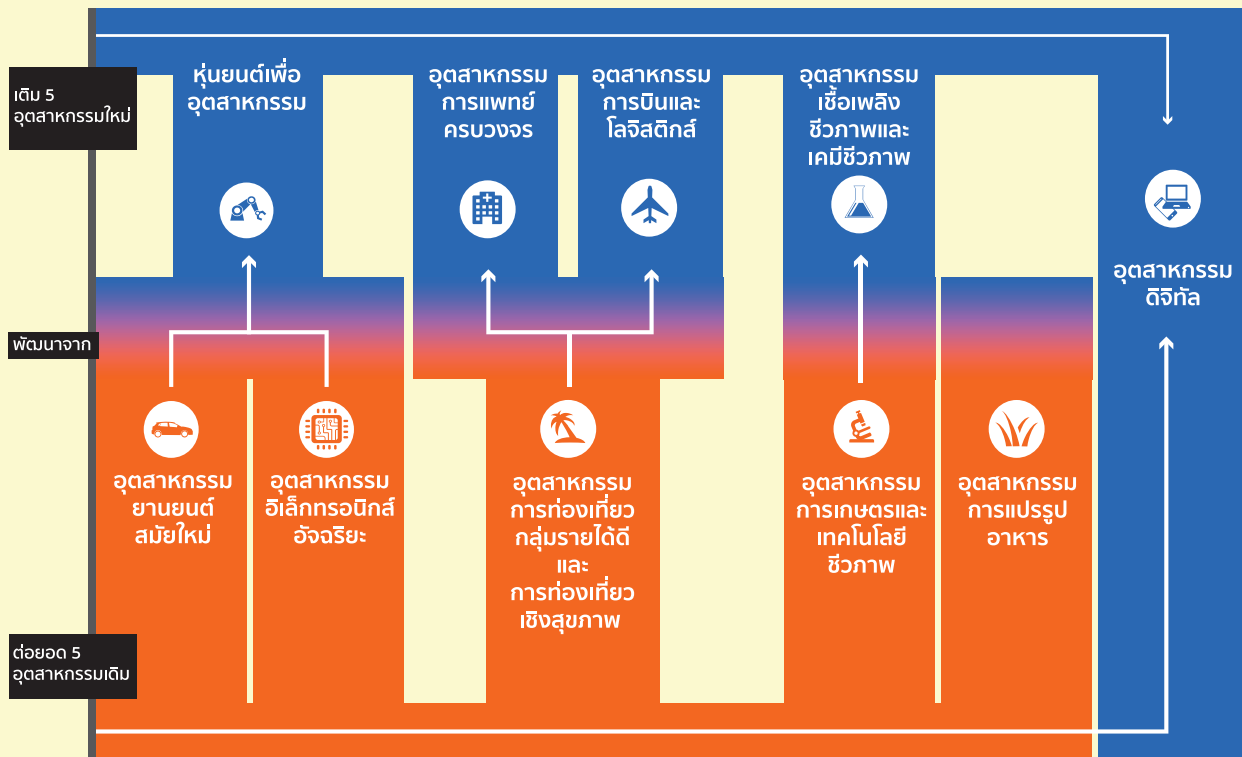 เติม 5
อุตสาหกรรมใหม่
หุ่นยนต์เพื่อ
อุตสาหกรรม
อุตสาหกรรม
การแพทย์
ครบวงจร
อุตสาหกรรม
การบินและ
โลจิสติกส์
อุตสาหกรรม
เชื้อเพลิง
ชีวภาพและ
เคมีชีวภาพ
อุตสาหกรรม
ดิจิทัล
พัฒนาจาก
อุตสาหกรรม
ยานยนต์
สมัยใหม่
อุตสาหกรรม
อิเล็กทรอนิกส์
อัจฉริยะ
อุตสาหกรรม
การท่องเที่ยว
กลุ่มรายได้ดี
และ
การท่องเที่ยว
เชิงสุขภาพ
อุตสาหกรรม
การเกษตรและ
เทคโนโลยี
ชีวภาพ
อุตสาหกรรม
การแปรรูป
อาหาร
ต่อยอด 5
อุตสาหกรรมเดิม